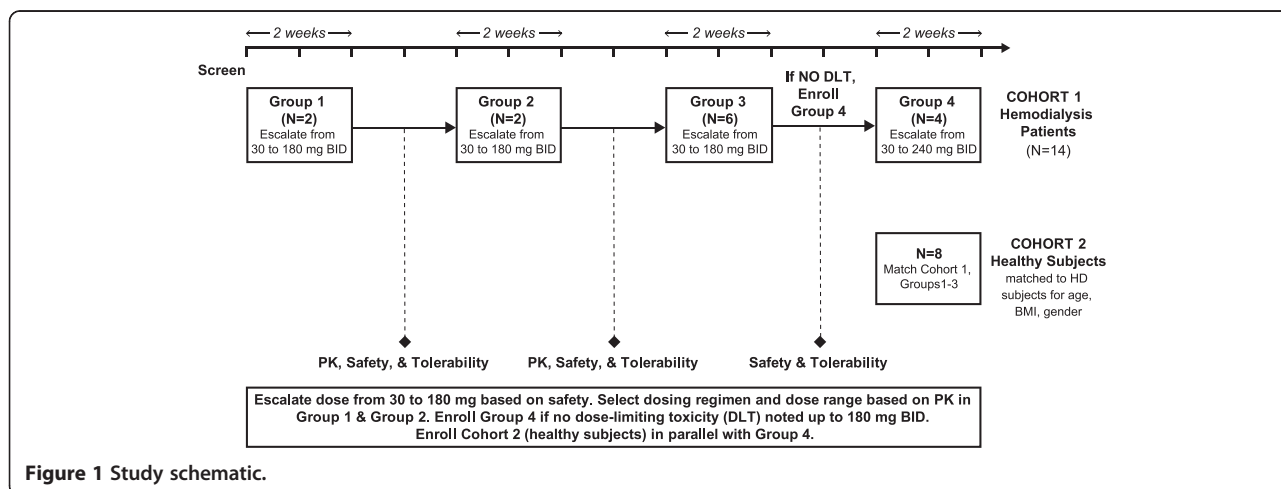 2 weeks 2 weeks 2 weeks 2 weeks
Screen
Group 1
(N=2)
Escalate from
30 to 180 mg BID
Group 2
(N=2)
Escalate from
30 to 180 mg BID
Group 3
(N=6)
Escalate from
30 to 180 mg BID
If NO DLT,
Enroll
Group 4
Group 4
(N=4)
Escalate from
30 to 240 mg BID
COHORT 1
Hemodialysis
Patients
(N=14)
N=8
Match Cohort 1,
Groups1-3
COHORT 2
Healthy Subjects
matched to HD
subjects for age,
BMI, gender
PK, Safety, & Tolerability PK, Safety, & Tolerability Safety & Tolerability
Escalate dose from 30 to 180 mg based on safety. Select dosing regimen and dose range based on PK in
Group 1 & Group 2. Enroll Group 4 if no dose-limiting toxicity (DLT) noted up to 180 mg BID.
Enroll Cohort 2 (healthy subjects) in parallel with Group 4.
Figure 1 Study schematic.